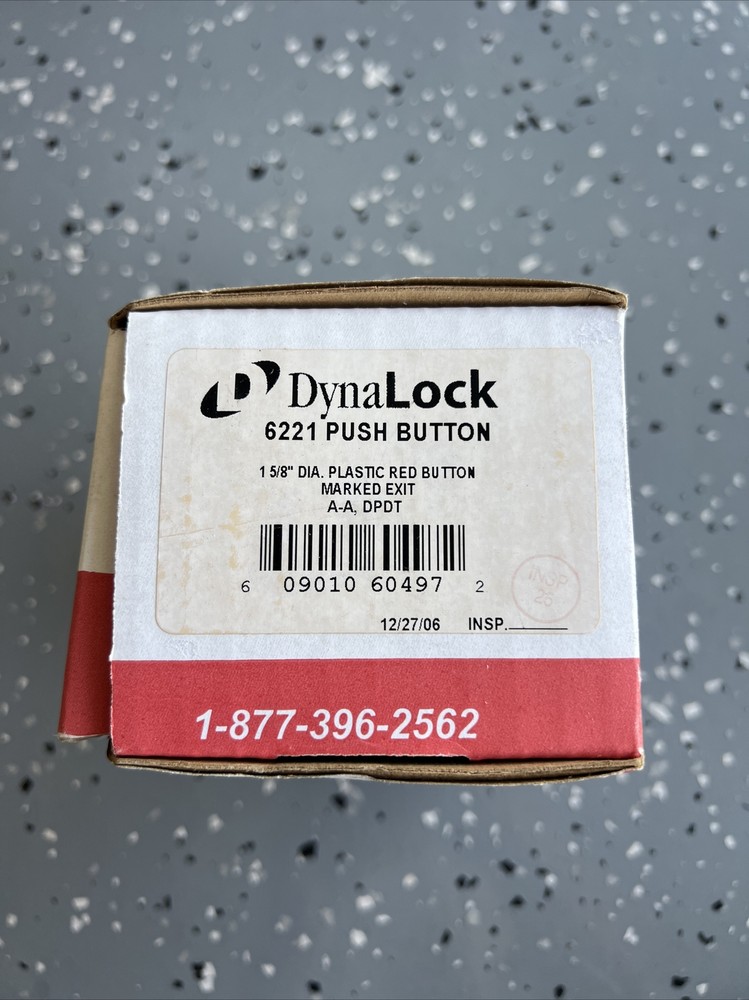 DynaLock
6221 PUSH BUTTON
1 5/8" DIA. PLASTIC RED BUTTON
MARKED EXIT
A-A, DPDT
6 09010 60497 2
INSP
12/27/06 INSP.
1-877-396-2562